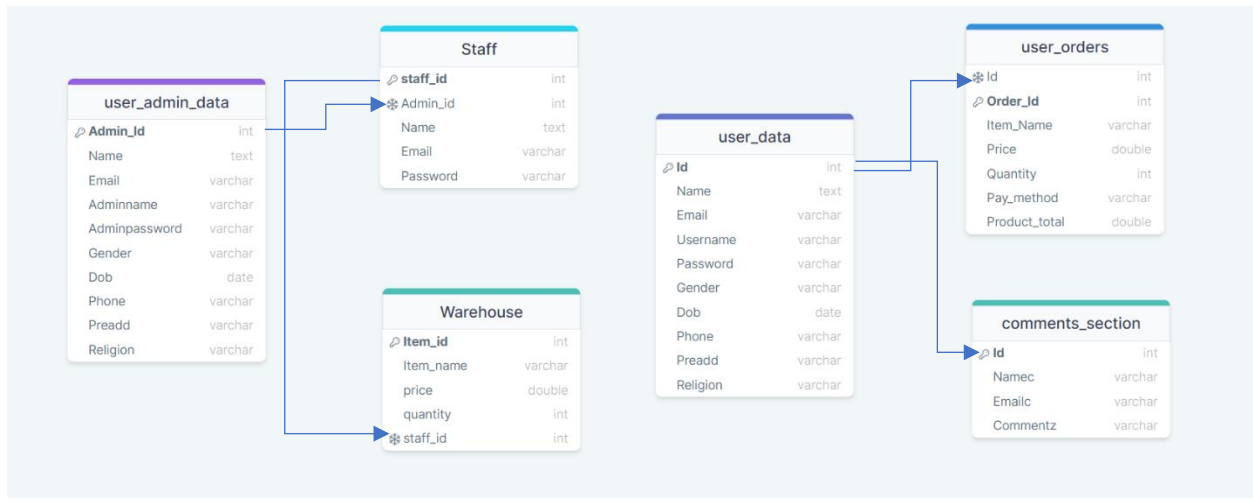 user_admin_data
Admin_Id int
Name text
Email varchar
Adminname varchar
Adminpassword varchar
Gender varchar
Dob date
Phone varchar
Preadd varchar
Religion varchar
Staff
staff_id int
Admin_id int
Name text
Email varchar
Password varchar
Warehouse
Item_id int
Item_name varchar
price double
quantity int
staff_id int
user_data
Id int
Name text
Email varchar
Username varchar
Password varchar
Gender varchar
Dob date
Phone varchar
Preadd varchar
Religion varchar
user_orders
Id int
Order_Id int
Item_Name varchar
Price double
Quantity int
Pay_method varchar
Product_total double
comments_section
Id int
Namec varchar
Emailc varchar
Commentz varchar